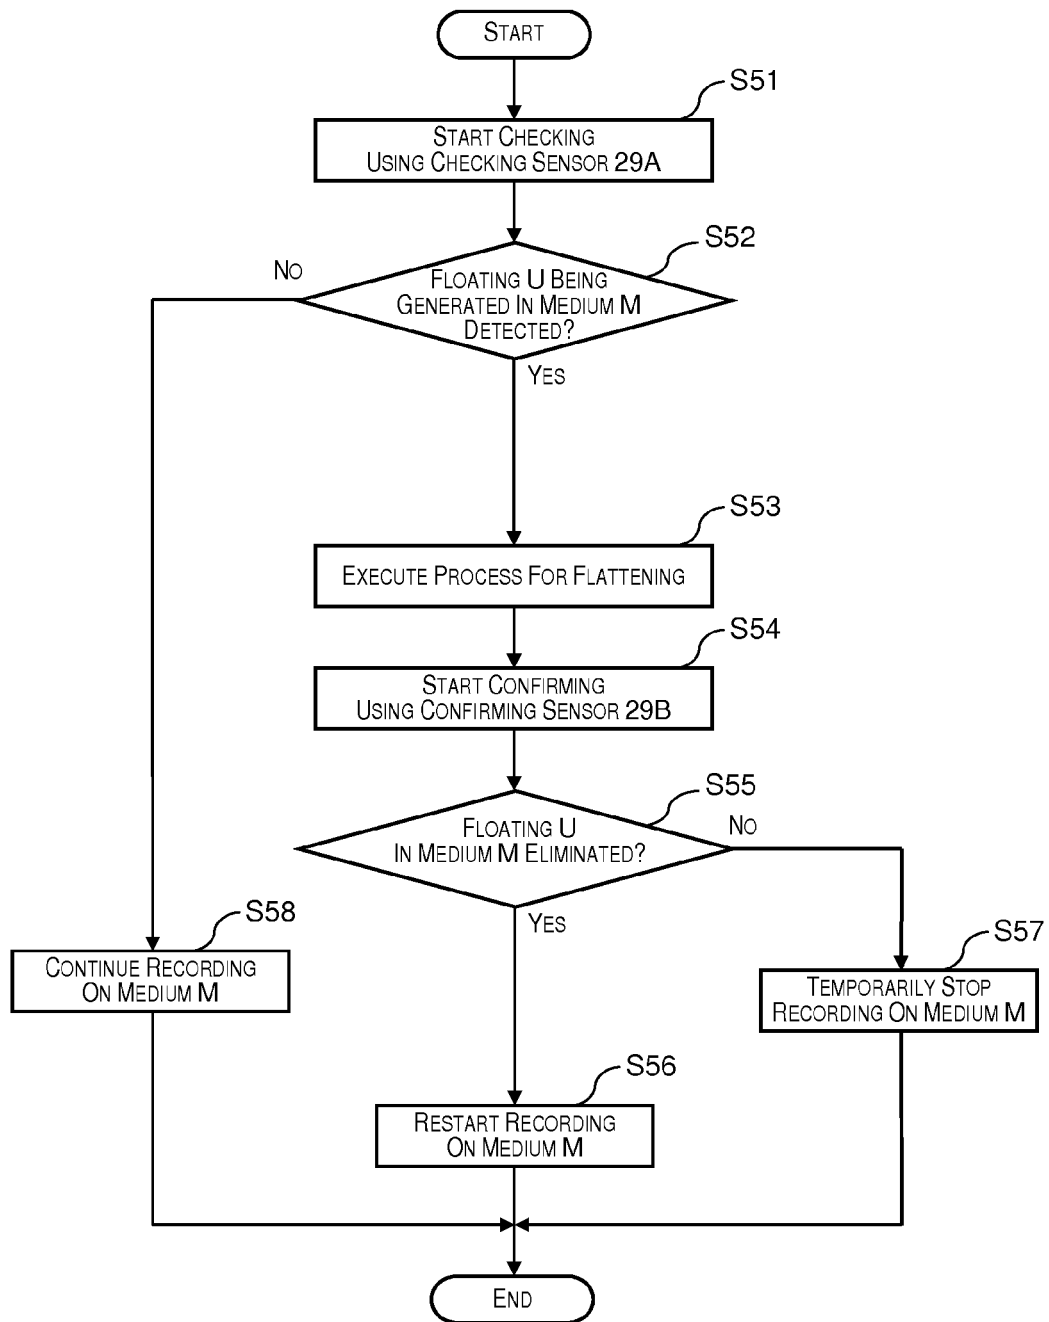 START
S51
START CHECKING
USING CHECKING SENSOR 29A
S52
NO
FLOATING U BEING
GENERATED IN MEDIUM M
DETECTED?
YES
S53
EXECUTE PROCESS FOR FLATTENING
S54
START CONFIRMING
USING CONFIRMING SENSOR 29B
S55
FLOATING U
IN MEDIUM M ELIMINATED?
NO
YES
S58
CONTINUE RECORDING
ON MEDIUM M
S57
TEMPORARILY STOP
RECORDING ON MEDIUM M
S56
RESTART RECORDING
ON MEDIUM M
END